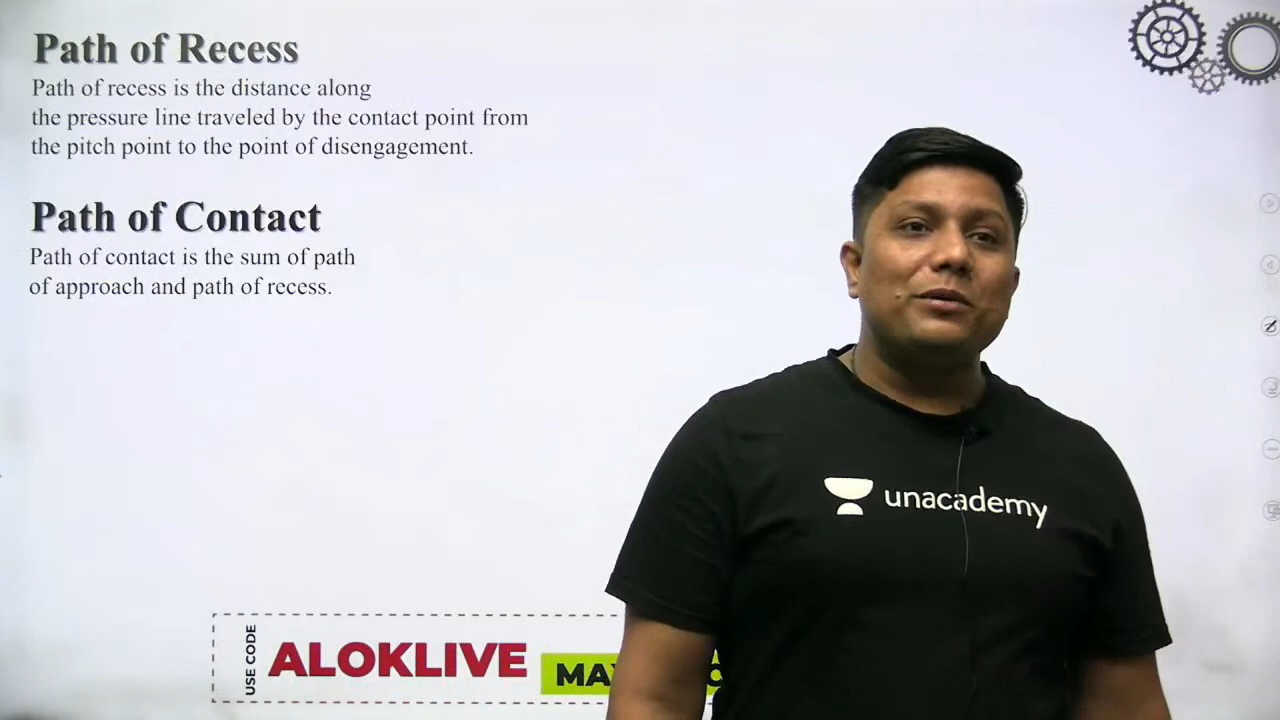 Path of Recess
Path of recess is the distance along
the pressure line traveled by the contact point from
the pitch point to the point of disengagement.
Path of Contact
Path of contact is the sum of path
of approach and path of recess.
unacademy
USE CODE
ALOKLIVE